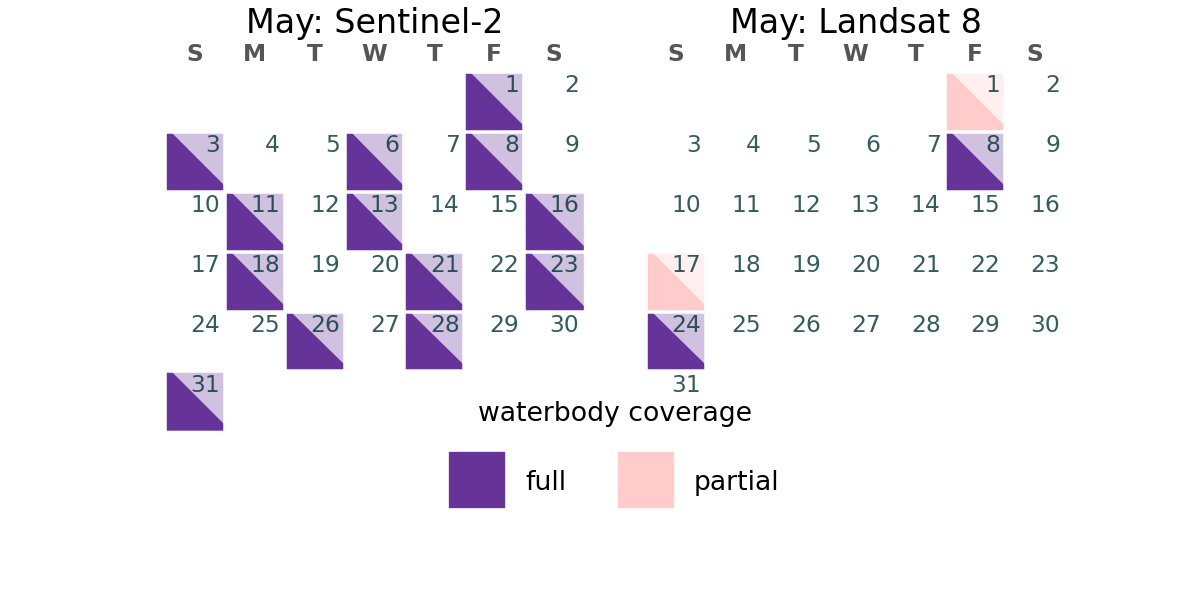 May: Sentinel-2
S M T W T F S
1 2
3 4 5 6 7 8 9
10 11 12 13 14 15 16
17 18 19 20 21 22 23
24 25 26 27 28 29 30
31
May: Landsat 8
S M T W T F S
1 2
3 4 5 6 7 8 9
10 11 12 13 14 15 16
17 18 19 20 21 22 23
24 25 26 27 28 29 30
31
waterbody coverage
full partial